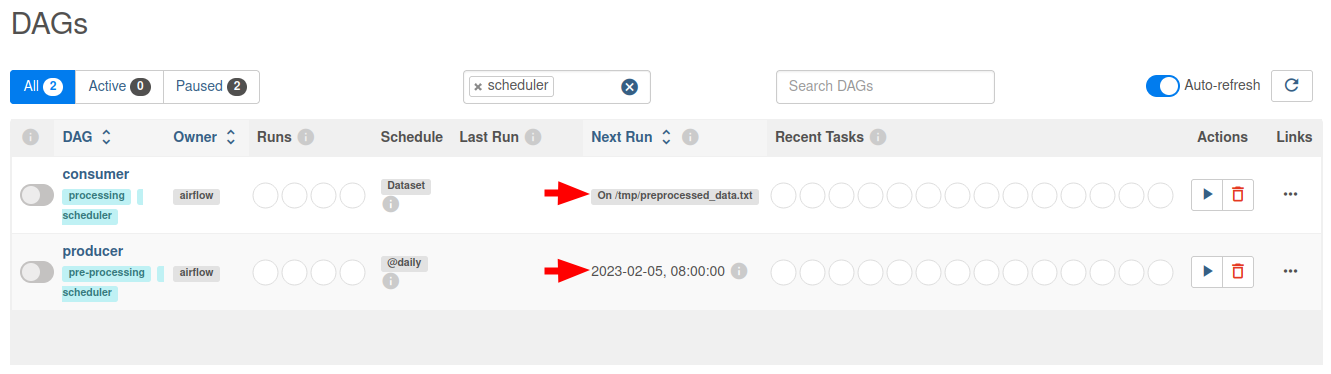 DAGs
All 2 Active 0 Paused 2 × scheduler Search DAGs Auto-refresh
i DAG Owner Runs i Schedule Last Run i Next Run i Recent Tasks i Actions Links
consumer
processing
scheduler
airflow
Dataset
i
On /tmp/preprocessed_data.txt
producer
pre-processing
scheduler
airflow
@daily
i
2023-02-05, 08:00:00 i